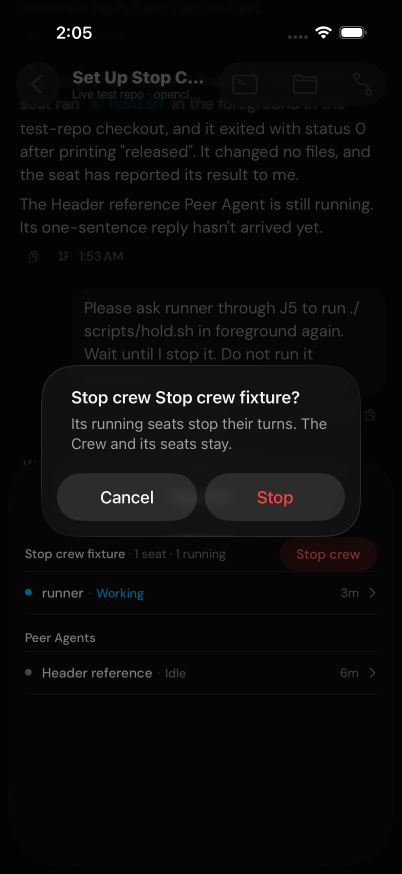 2:05
Set Up Stop C...
Live test repo · opencl...
seat ran hold.sh in the foreground in the
test-repo checkout, and it exited with status 0
after printing "released". It changed no files, and
the seat has reported its result to me.
The Header reference Peer Agent is still running.
Its one-sentence reply hasn't arrived yet.
1:53 AM
Please ask runner through J5 to run ./
scripts/hold.sh in foreground again.
Wait until I stop it. Do not run it
Stop crew Stop crew fixture?
Its running seats stop their turns. The
Crew and its seats stay.
Cancel
Stop
Stop crew fixture · 1 seat · 1 running
Stop crew
runner · Working
3m
Peer Agents
Header reference · Idle
6m